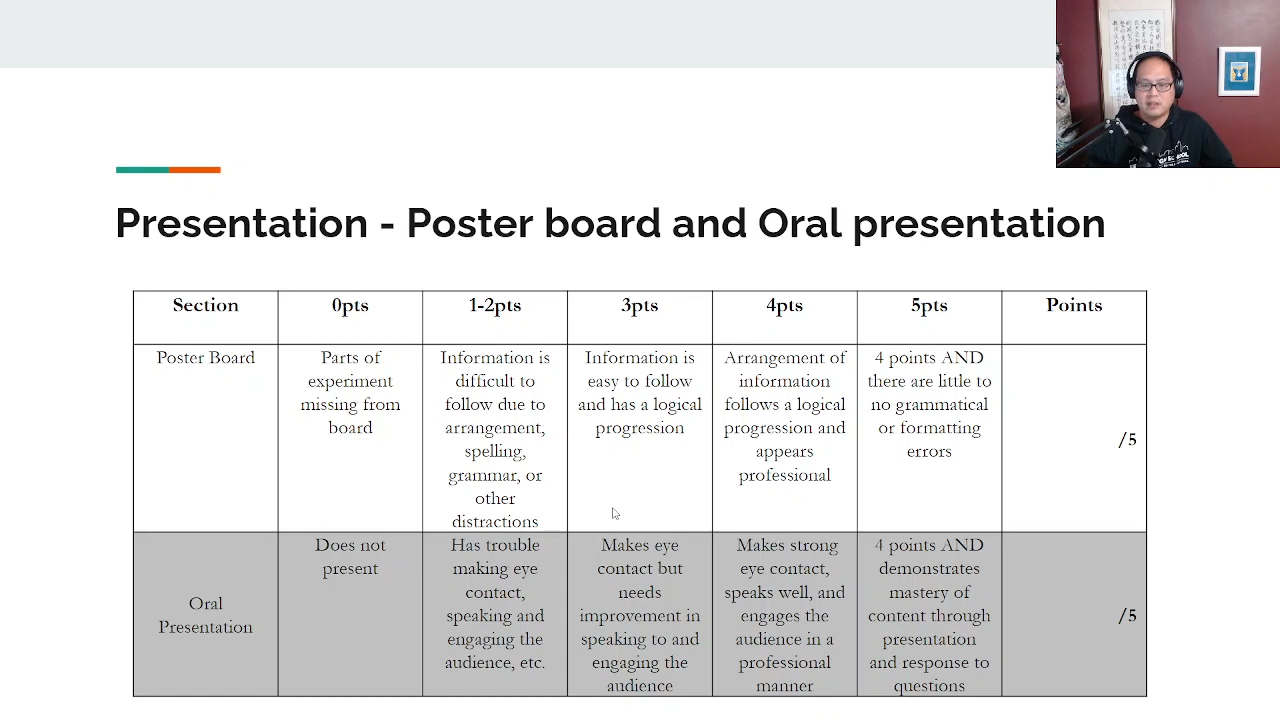 Presentation - Poster board and Oral presentation
Section
0pts
1-2pts
3pts
4pts
5pts
Points
Poster Board
Parts of
experiment
missing from
board
Information is
difficult to
follow due to
arrangement,
spelling,
grammar, or
other
distractions
Information is
easy to follow
and has a logical
progression
Arrangement of
information
follows a logical
progression and
appears
professional
4 points AND
there are little to
no grammatical
or formatting
errors
/5
Oral
Presentation
Does not
present
Has trouble
making eye
contact,
speaking and
engaging the
audience, etc.
Makes eye
contact but
needs
improvement in
speaking to and
engaging the
audience
Makes strong
eye contact,
speaks well, and
engages the
audience in a
professional
manner
4 points AND
demonstrates
mastery of
content through
presentation
and response to
questions
/5